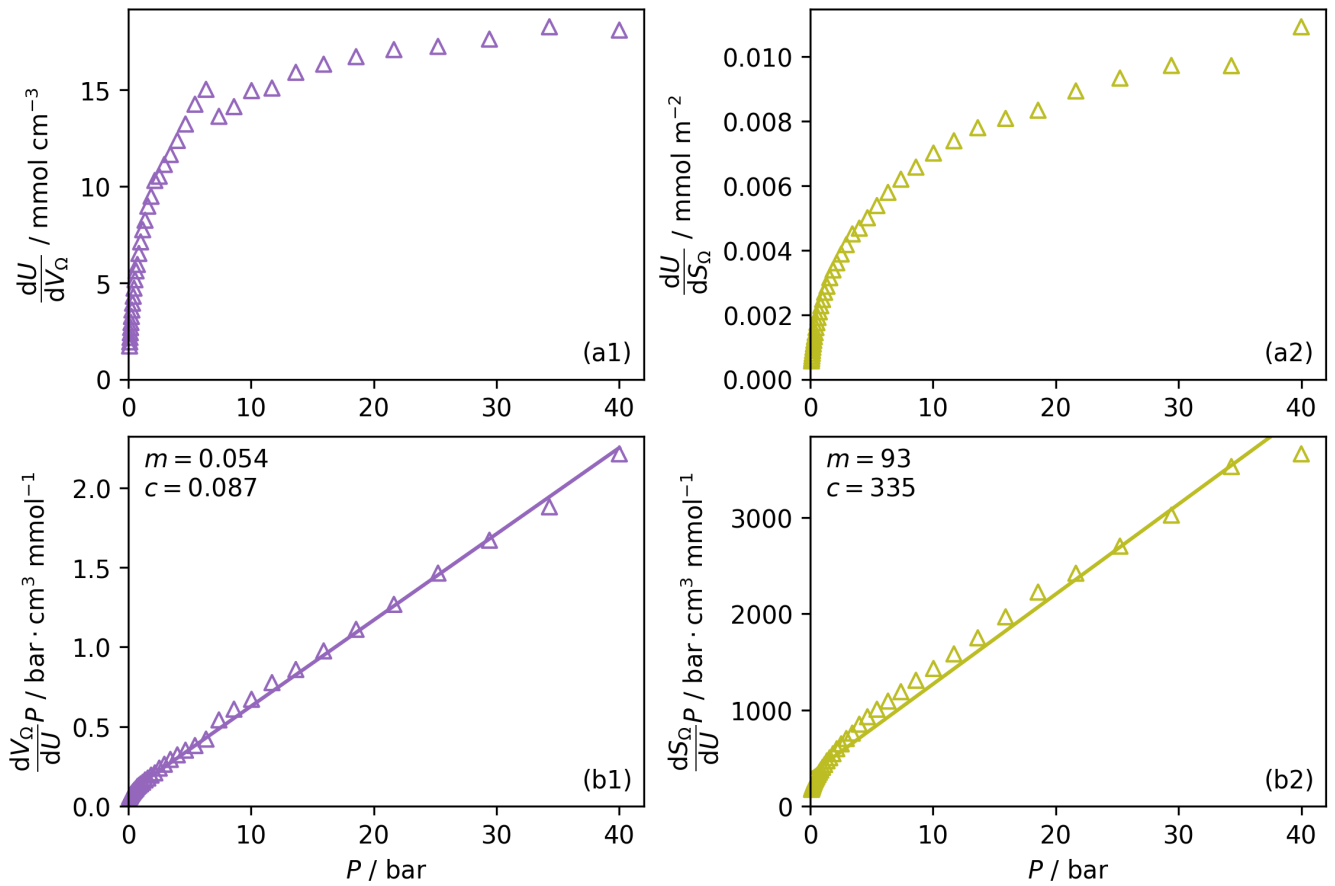 dU/dV_Ω / mmol cm⁻³
15
10
5
0
0 10 20 30 40
(a1)
dU/dS_Ω / mmol m⁻²
0.010
0.008
0.006
0.004
0.002
0.000
0 10 20 30 40
(a2)
dV_Ω/dU P / bar · cm³ mmol⁻¹
m = 0.054
c = 0.087
2.0
1.5
1.0
0.5
0.0
0 10 20 30 40
(b1)
P / bar
dS_Ω/dU P / bar · cm³ mmol⁻¹
m = 93
c = 335
3000
2000
1000
0
0 10 20 30 40
(b2)
P / bar